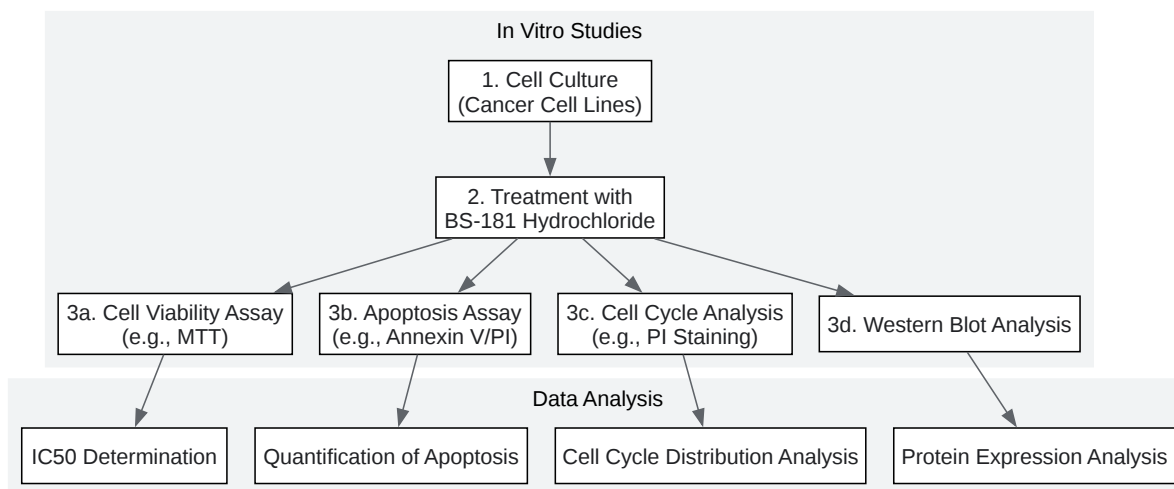 In Vitro Studies
1. Cell Culture
(Cancer Cell Lines)
2. Treatment with
BS-181 Hydrochloride
3a. Cell Viability Assay
(e.g., MTT)
3b. Apoptosis Assay
(e.g., Annexin V/PI)
3c. Cell Cycle Analysis
(e.g., PI Staining)
3d. Western Blot Analysis
Data Analysis
IC50 Determination
Quantification of Apoptosis
Cell Cycle Distribution Analysis
Protein Expression Analysis